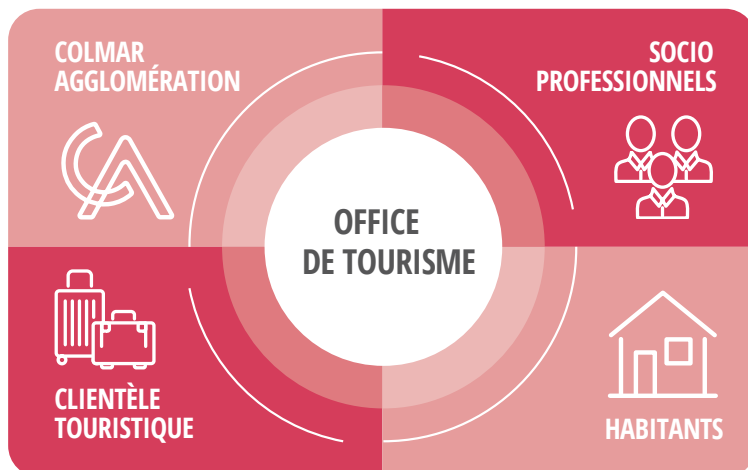 COLMAR
AGGLOMÉRATION
SOCIO
PROFESSIONNELS
OFFICE
DE TOURISME
CLIENTÈLE
TOURISTIQUE
HABITANTS